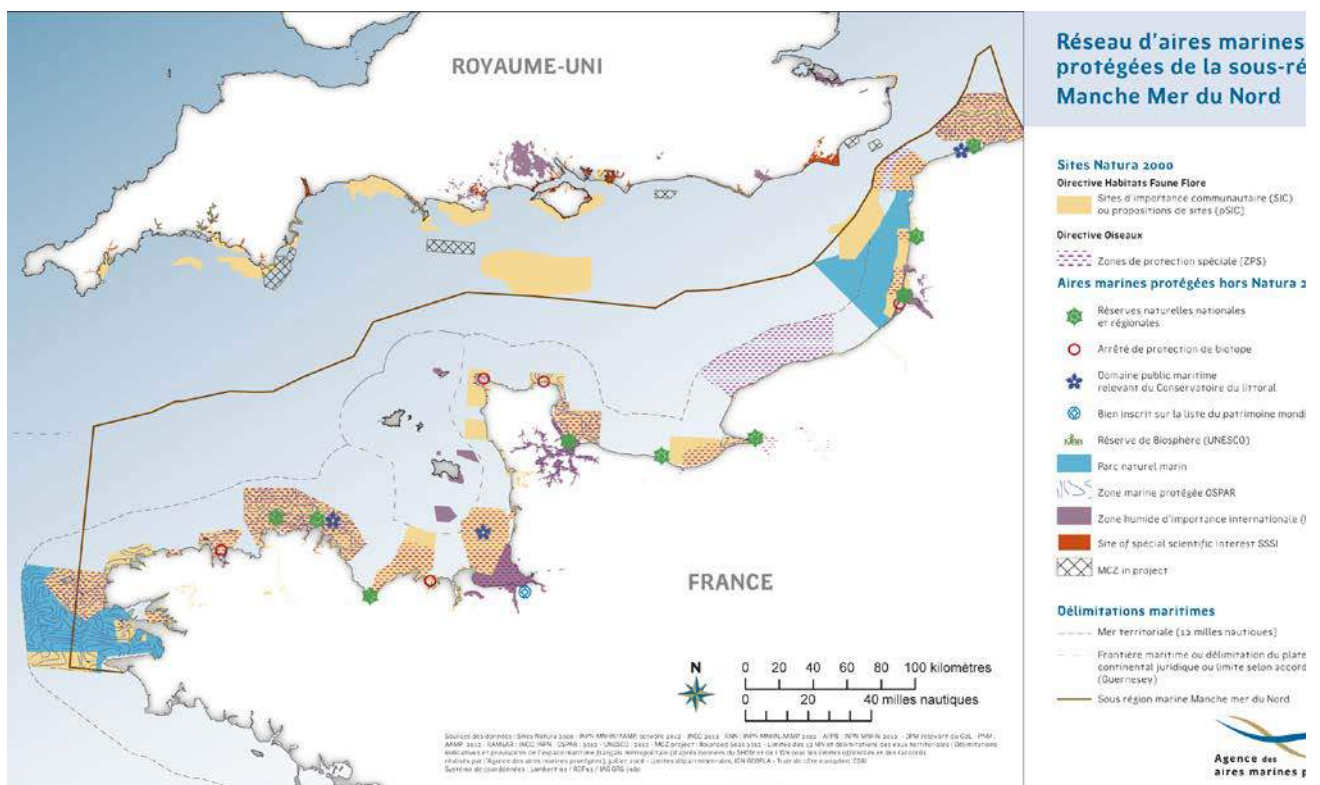 ROYAUME-UNI
FRANCE
N
0 20 40 60 80 100 kilomètres
0 20 40 milles nautiques
Réseau d'aires marines
protégées de la sous-ré
Manche Mer du Nord
Sites Natura 2000
Directive Habitats Faune Flore
Sites d'importance communautaire (SIC)
ou propositions de sites (pSIC)
Directive Oiseaux
Zones de protection spéciale (ZPS)
Aires marines protégées hors Natura 2
Réserves naturelles nationales
et régionales
Arrêté de protection de biotope
Domaine public maritime
relevant du Conservatoire du littoral
Bien inscrit sur la liste du patrimoine mondi
Réserve de Biosphère (UNESCO)
Parc naturel marin
Zone marine protégée OSPAR
Zone humide d'importance internationale (
Site of spécial scientific interest SSSI
MCZ in project
Délimitations maritimes
Mer territoriale (12 milles nautiques)
Frontière maritime ou délimitation du plate
continental juridique ou limite selon accord
(Guernesey)
Sous région marine Manche mer du Nord
Agence des
aires marines p